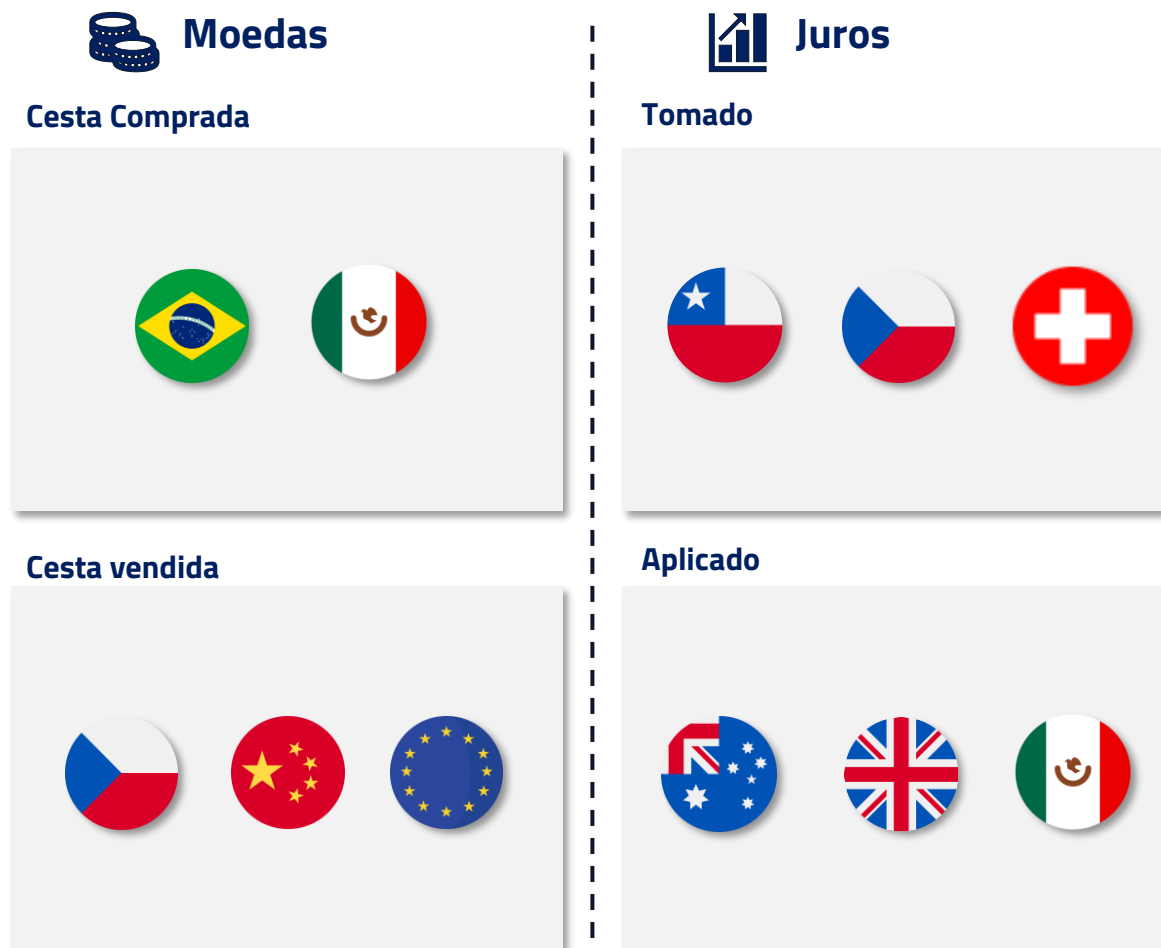 Moedas
Cesta Comprada
Cesta vendida
Juros
Tomado
Aplicado